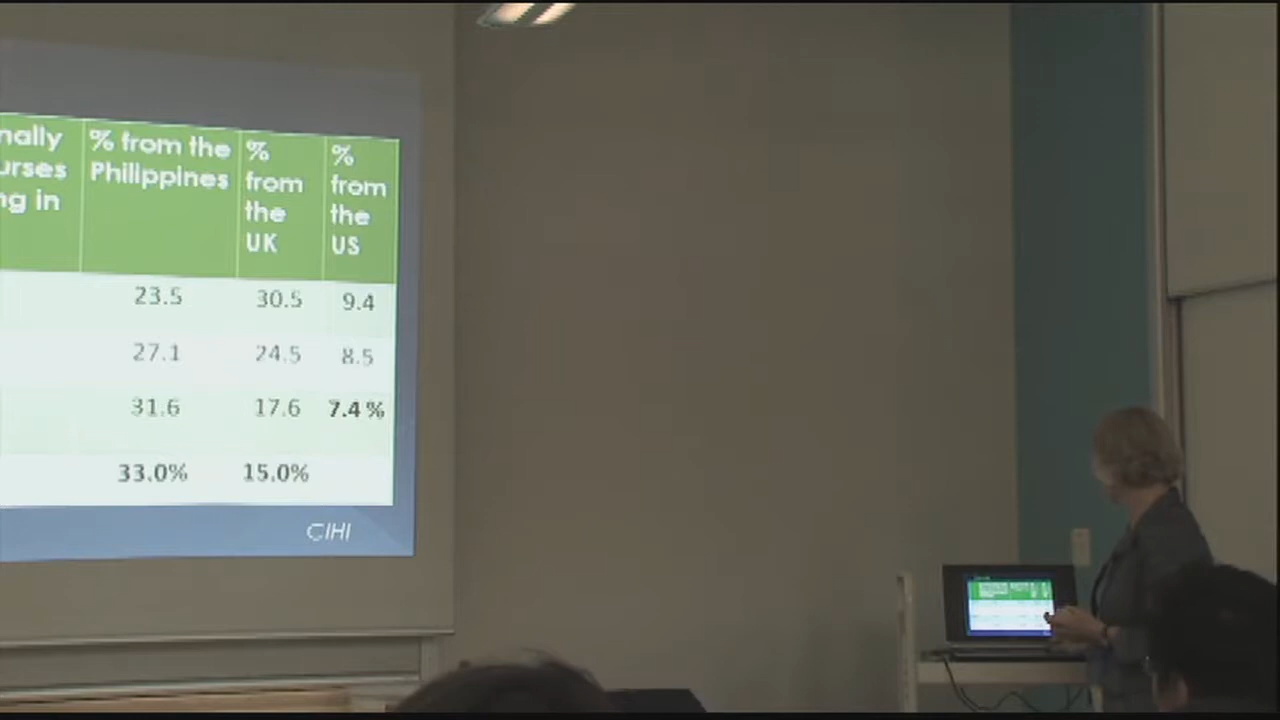 nally
urses
ng in
% from the
Philippines
%
from
the
UK
%
from
the
US
23.5 30.5 9.4
27.1 24.5 8.5
31.6 17.6 7.4%
33.0% 15.0%
CIHI